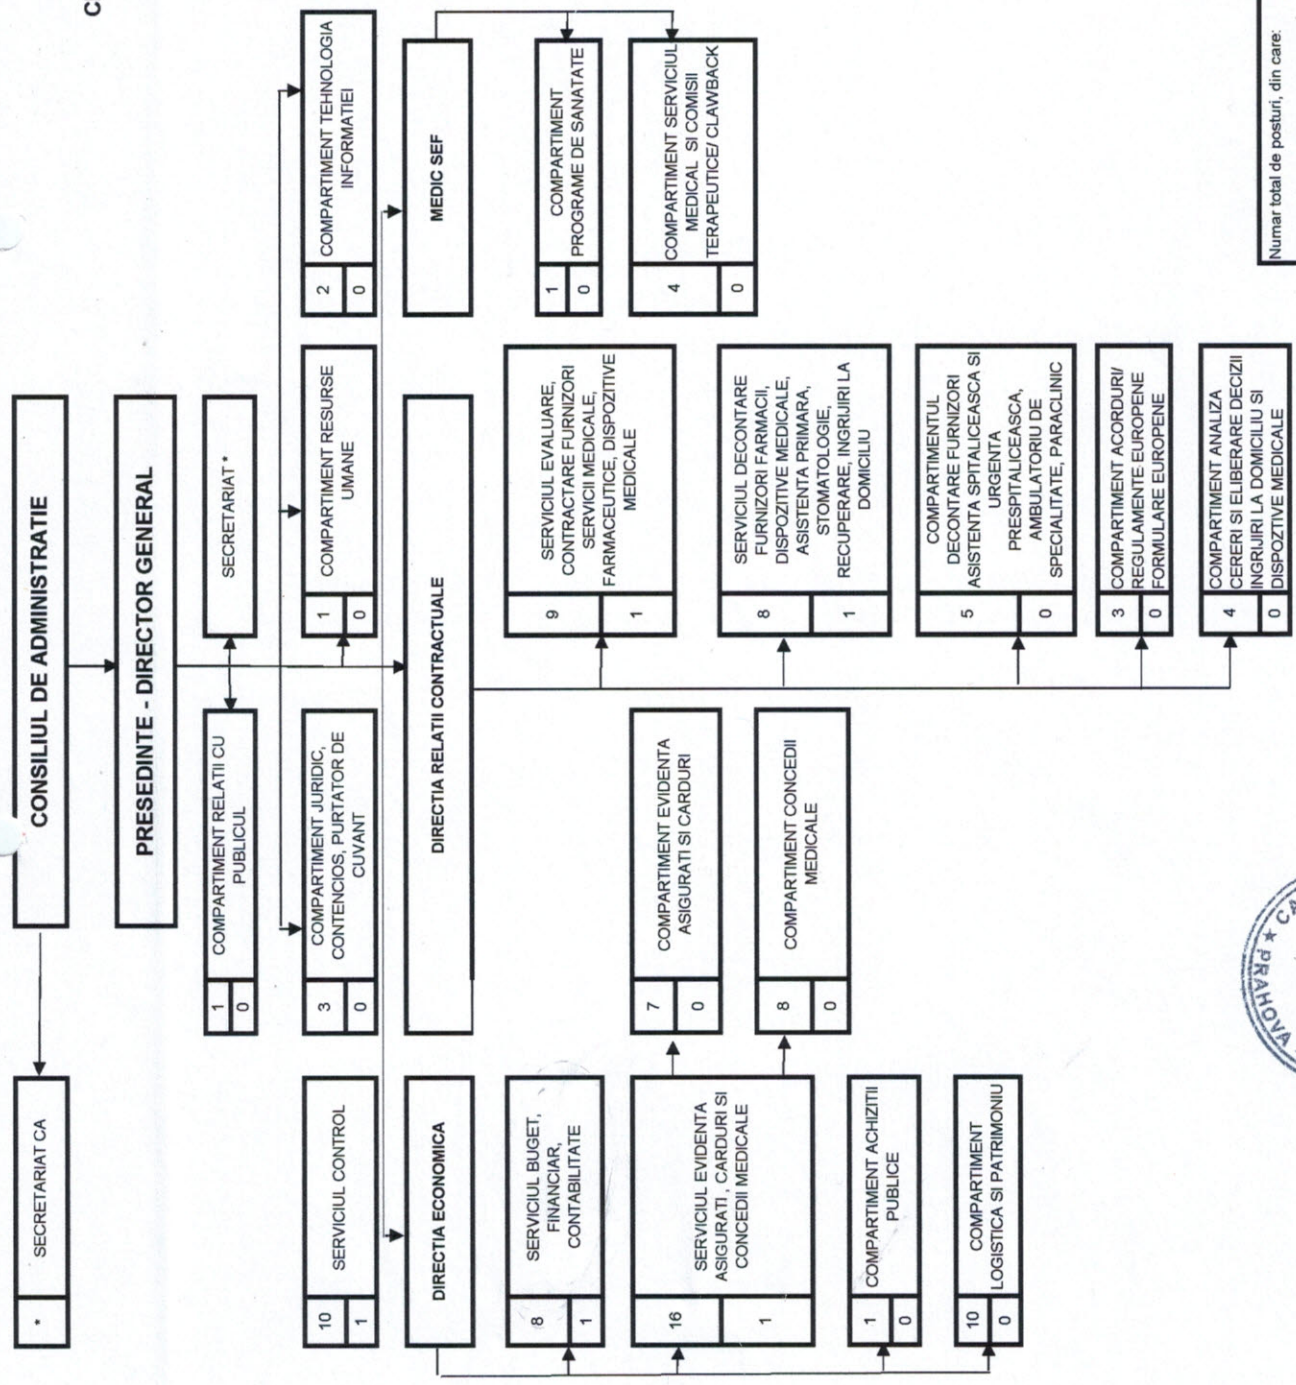 C
CONSILIUL DE ADMINISTRATIE
*
SECRETARIAT CA
PRESEDINTE - DIRECTOR GENERAL
1
0
COMPARTIMENT RELATII CU
PUBLICUL
SECRETARIAT *
10
1
SERVICIUL CONTROL
3
0
COMPARTIMENT JURIDIC,
CONTENCIOS, PURTATOR DE
CUVANT
1
0
COMPARTIMENT RESURSE
UMANE
2
0
COMPARTIMENT TEHNOLOGIA
INFORMATIEI
DIRECTIA ECONOMICA
DIRECTIA RELATII CONTRACTUALE
MEDIC SEF
8
1
SERVICIUL BUGET,
FINANCIAR,
CONTABILITATE
16
1
SERVICIUL EVIDENTA
ASIGURATI, CARDURI SI
CONCEDII MEDICALE
1
0
COMPARTIMENT ACHIZITII
PUBLICE
10
0
COMPARTIMENT
LOGISTICA SI PATRIMONIU
7
0
COMPARTIMENT EVIDENTA
ASIGURATI SI CARDURI
8
0
COMPARTIMENT CONCEDII
MEDICALE
9
1
SERVICIUL EVALUARE,
CONTRACTARE FURNIZORI
SERVICII MEDICALE,
FARMACEUTICE, DISPOZITIVE
MEDICALE
8
1
SERVICIUL DECONTARE
FURNIZORI FARMACII,
DISPOZITIVE MEDICALE,
ASISTENTA PRIMARA,
STOMATOLOGIE,
RECUPERARE, INGRIJIRI LA
DOMICILIU
5
0
COMPARTIMENTUL
DECONTARE FURNIZORI
ASISTENTA SPITALICEASCA SI
URGENTA
PRESPITALICEASCA,
AMBULATORIU DE
SPECIALITATE, PARACLINIC
3
0
COMPARTIMENT ACORDURI/
REGULAMENTE EUROPENE
FORMULARE EUROPENE
4
0
COMPARTIMENT ANALIZA
CERERI SI ELIBERARE DECIZII
INGRIJIRI LA DOMICILIU SI
DISPOZTIVE MEDICALE
1
0
COMPARTIMENT
PROGRAME DE SANATATE
4
0
COMPARTIMENT SERVICIUL
MEDICAL SI COMISII
TERAPEUTICE/ CLAWBACK
Numar total de posturi, din care:
PRAHOVA ★